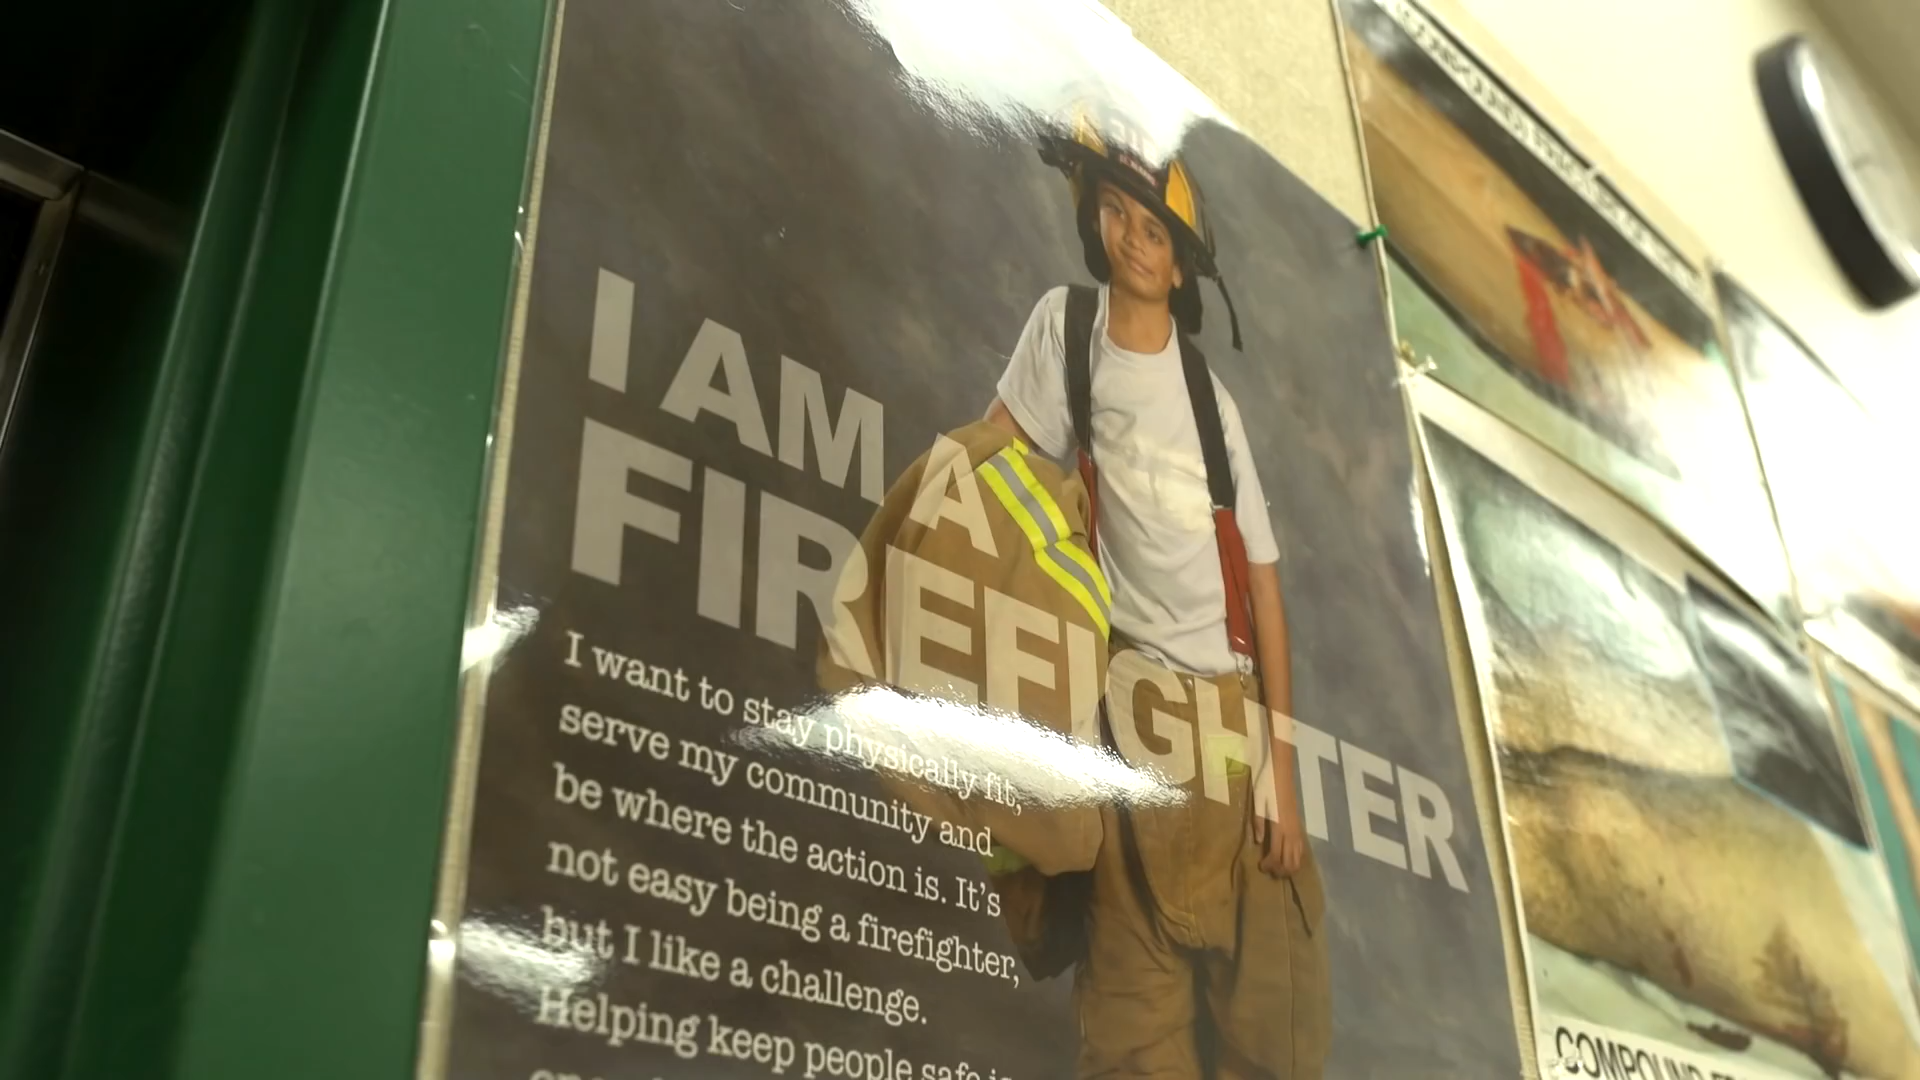 I AM A
FIREFIGHTER
I want to stay physically fit,
serve my community and
be where the action is. It's
not easy being a firefighter,
but I like a challenge.
Helping keep people safe is
COMPOUND